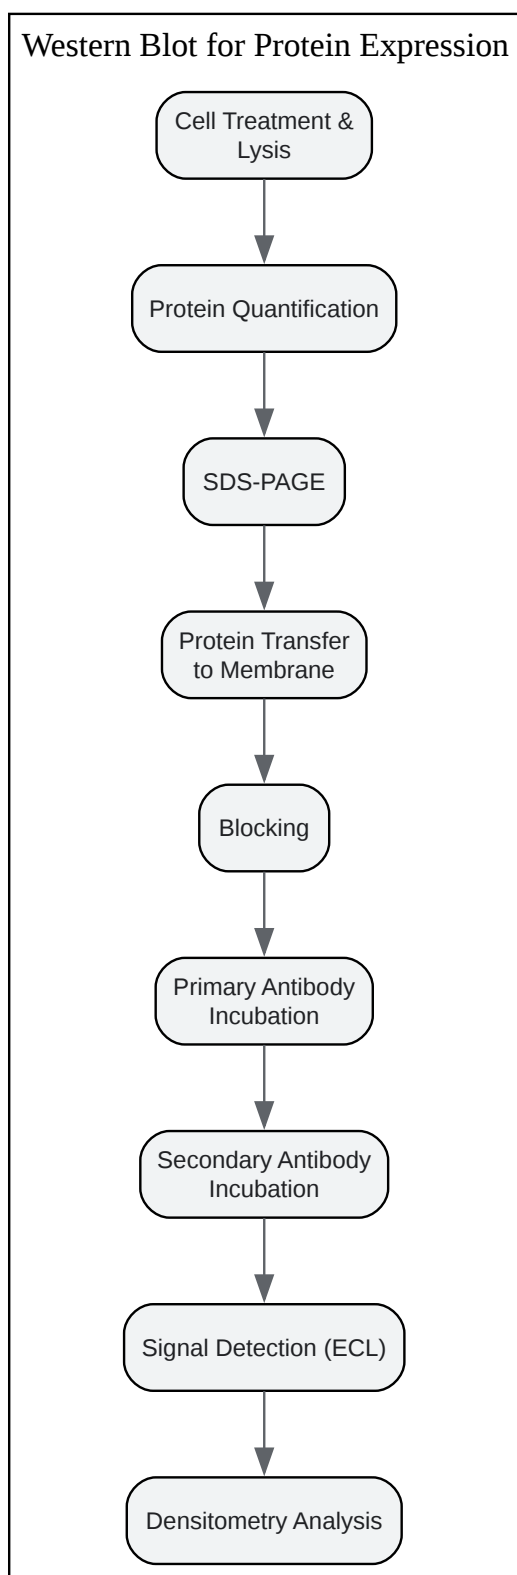 Western Blot for Protein Expression
Cell Treatment &
Lysis
Protein Quantification
SDS-PAGE
Protein Transfer
to Membrane
Blocking
Primary Antibody
Incubation
Secondary Antibody
Incubation
Signal Detection (ECL)
Densitometry Analysis